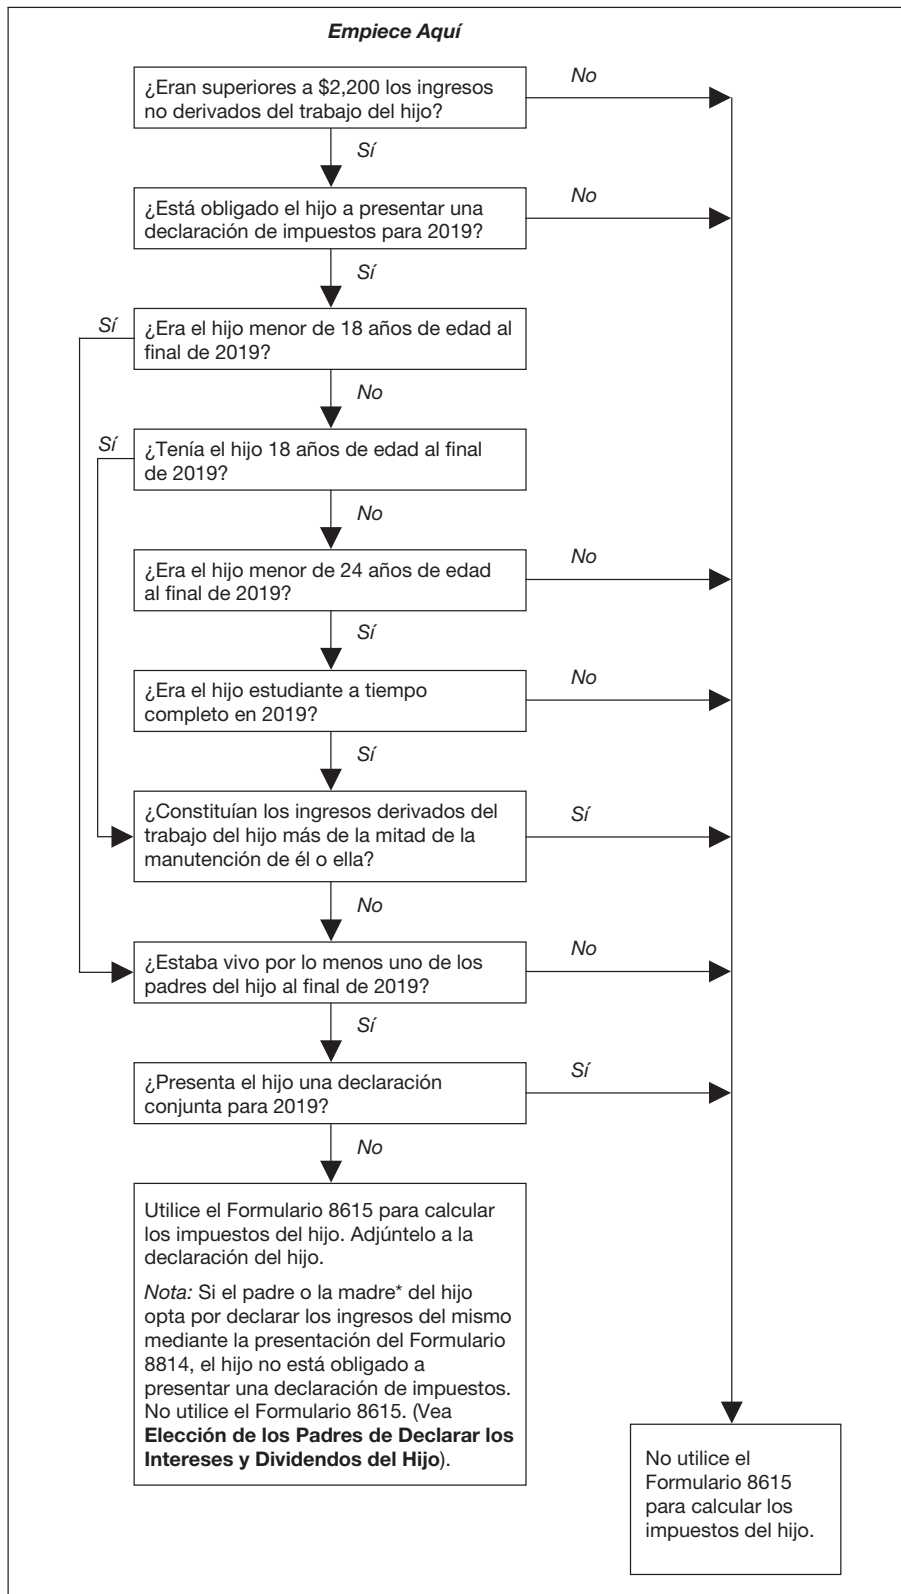 Empiece Aquí
¿Eran superiores a $2,200 los ingresos
no derivados del trabajo del hijo?
No
Sí
¿Está obligado el hijo a presentar una
declaración de impuestos para 2019?
No
Sí
Sí
¿Era el hijo menor de 18 años de edad al
final de 2019?
No
Sí
¿Tenía el hijo 18 años de edad al final
de 2019?
No
¿Era el hijo menor de 24 años de edad
al final de 2019?
No
Sí
¿Era el hijo estudiante a tiempo
completo en 2019?
No
Sí
¿Constituían los ingresos derivados del
trabajo del hijo más de la mitad de la
manutención de él o ella?
Sí
No
¿Estaba vivo por lo menos uno de los
padres del hijo al final de 2019?
No
Sí
¿Presenta el hijo una declaración
conjunta para 2019?
Sí
No
Utilice el Formulario 8615 para calcular
los impuestos del hijo. Adjúntelo a la
declaración del hijo.
Nota: Si el padre o la madre* del hijo
opta por declarar los ingresos del mismo
mediante la presentación del Formulario
8814, el hijo no está obligado a
presentar una declaración de impuestos.
No utilice el Formulario 8615. (Vea
Elección de los Padres de Declarar los
Intereses y Dividendos del Hijo).
No utilice el
Formulario 8615
para calcular los
impuestos del hijo.